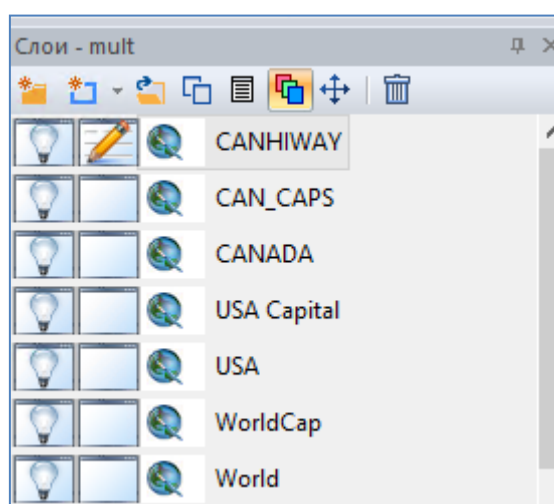 Слои - mult
CANHIWAY
CAN_CAPS
CANADA
USA Capital
USA
WorldCap
World